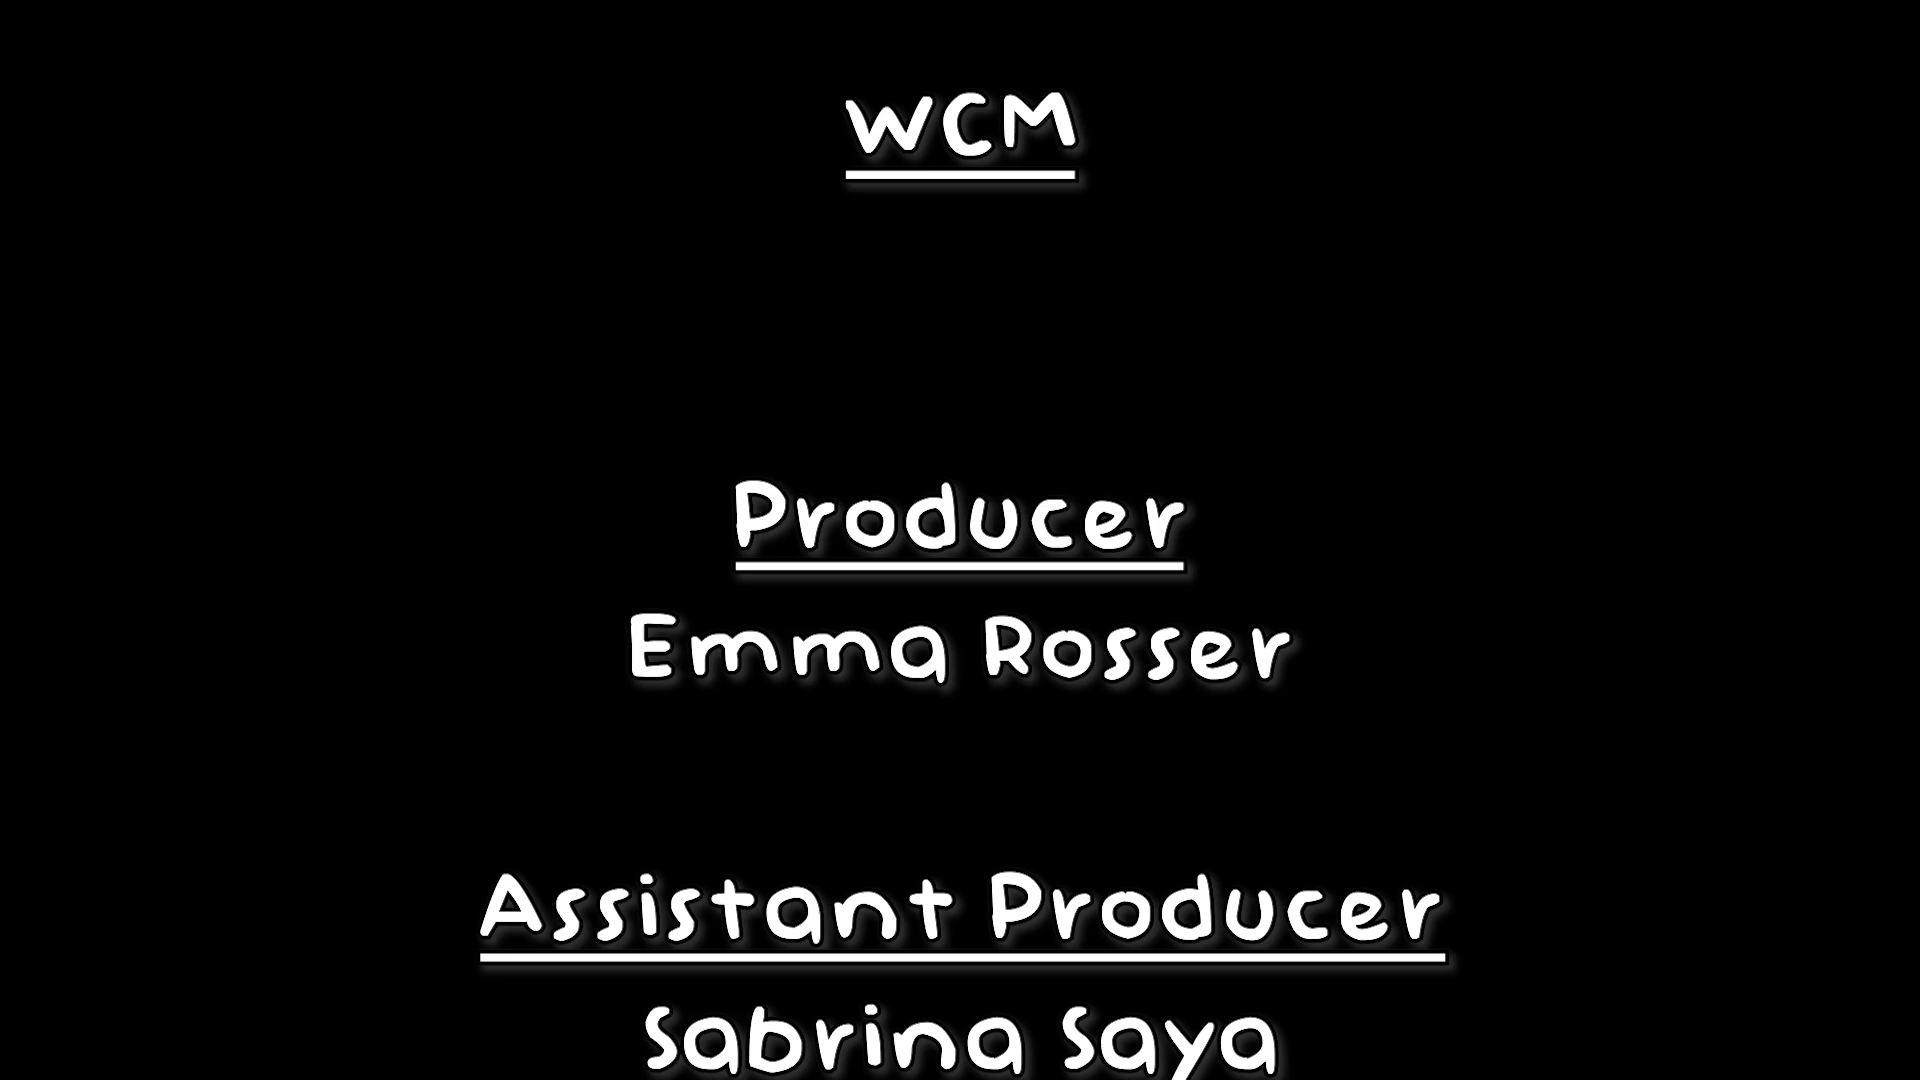 WCM
Producer
Emma Rosser
Assistant Producer
Sabrina Saya